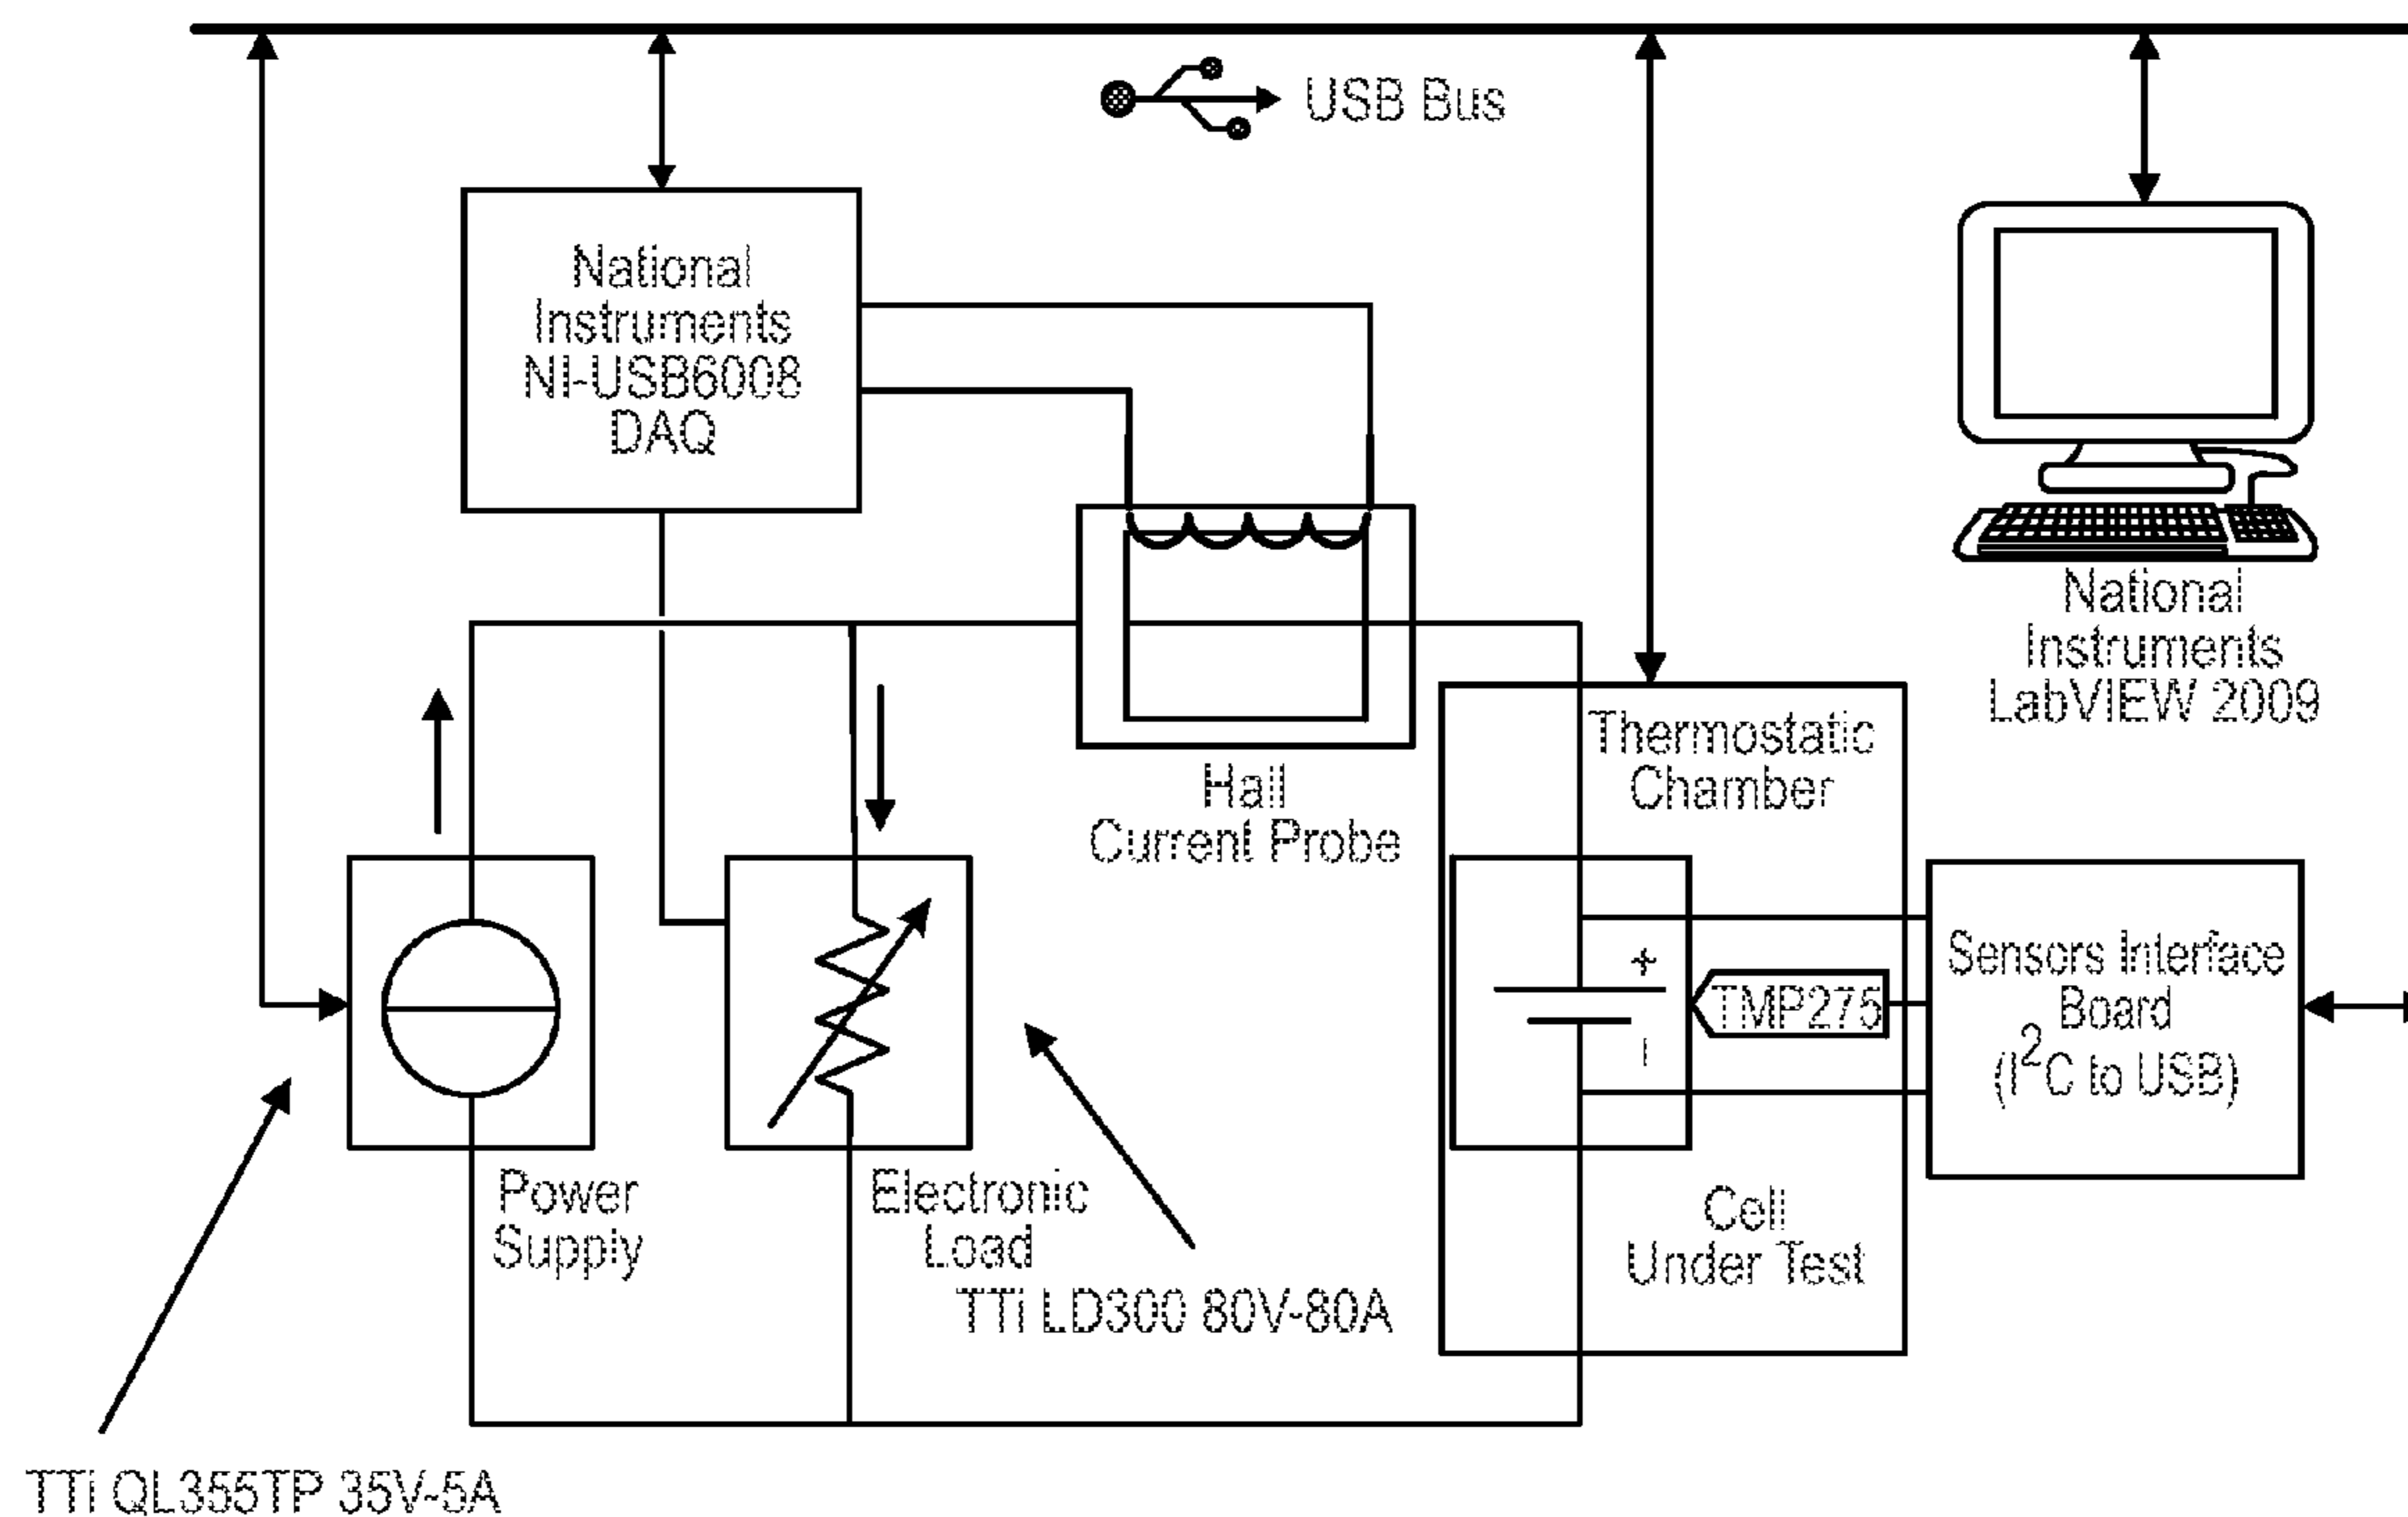 USB Bus
National
Instruments
NI-USB6008
DAQ
National
Instruments
LabVIEW 2009
Hall
Current Probe
Thermostatic
Chamber
+
TMP275
–
Sensors Interface
Board
(I²C to USB)
Power
Supply
Electronic
Load
Cell
Under Test
TTi LD300 80V-80A
TTi QL355TP 35V-5A